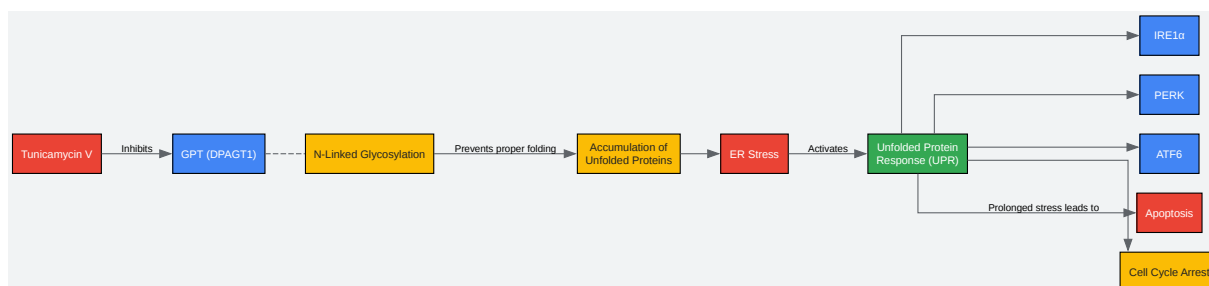 IRE1α
PERK
Tunicamycin V
Inhibits
GPT (DPAGT1)
N-Linked Glycosylation
Prevents proper folding
Accumulation of
Unfolded Proteins
ER Stress
Activates
Unfolded Protein
Response (UPR)
ATF6
Prolonged stress leads to
Apoptosis
Cell Cycle Arrest